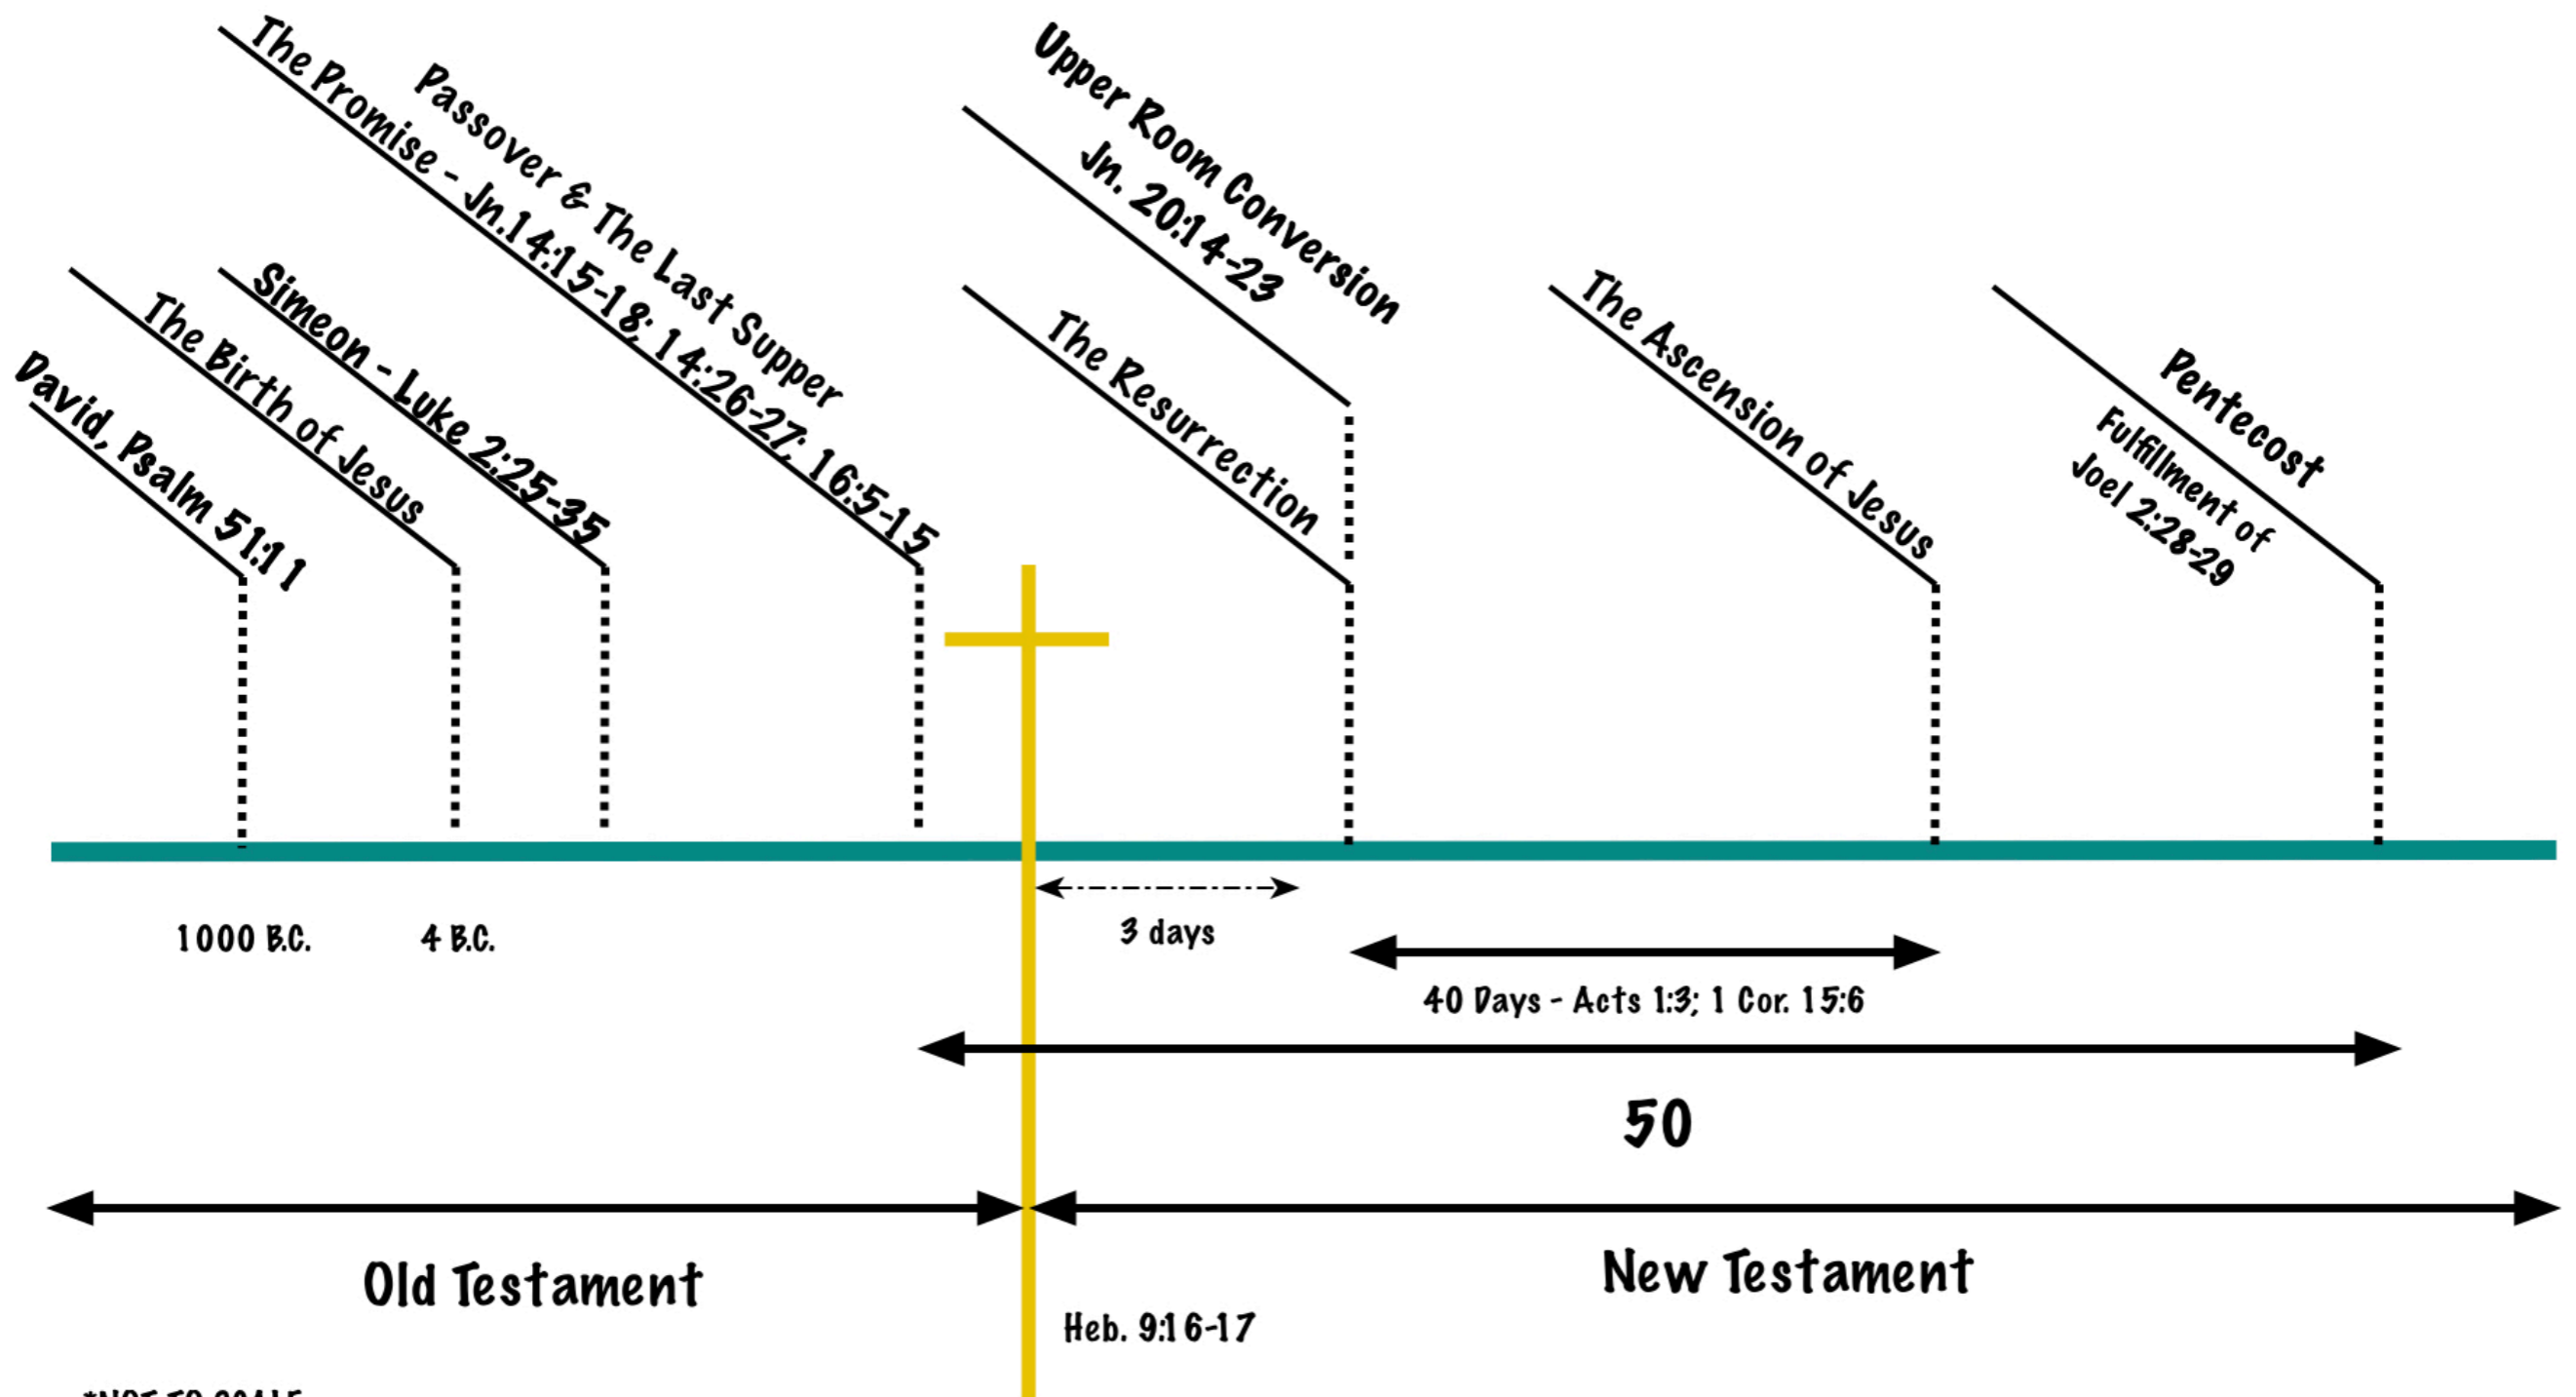 David, Psalm 51:11
The Birth of Jesus
Simeon - Luke 2:25-35
Passover & The Last Supper
The Promise - Jn.14:15-18; 14:26-27; 16:5-15
Upper Room Conversion
Jn. 20:14-23
The Resurrection
The Ascension of Jesus
Pentecost
Fulfillment of
Joel 2:28-29
1000 B.C.
4 B.C.
3 days
40 Days - Acts 1:3; 1 Cor. 15:6
50
Old Testament
New Testament
Heb. 9:16-17
*NOT TO SCALE